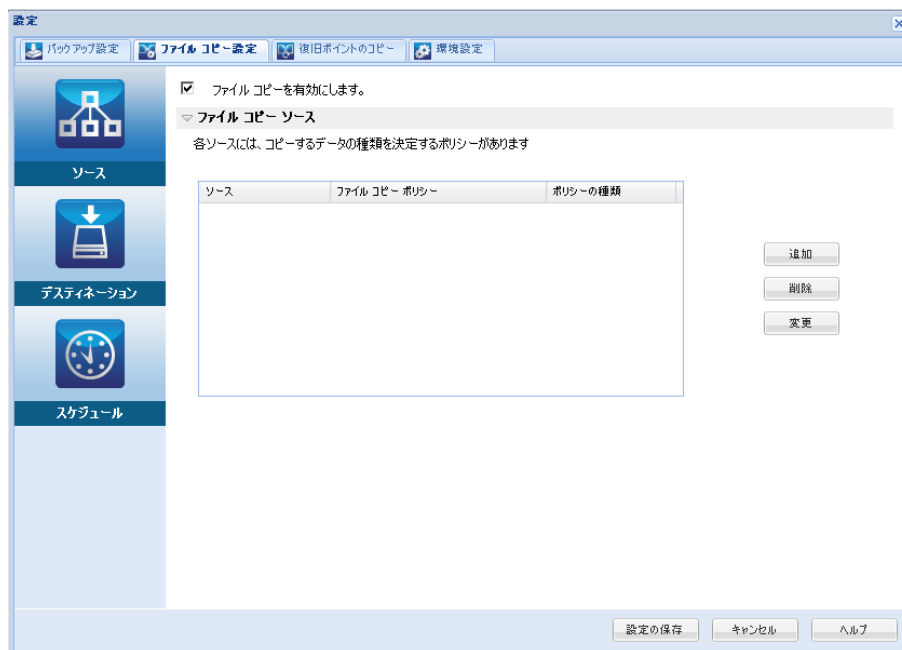 設定
バックアップ設定 ファイル コピー設定 復旧ポイントのコピー 環境設定
ファイル コピーを有効にします。
ファイル コピー ソース
各ソースには、コピーするデータの種類を決定するポリシーがあります
ソース
デスティネーション
スケジュール
ソース ファイル コピー ポリシー ポリシーの種類
追加
削除
変更
設定の保存 キャンセル ヘルプ